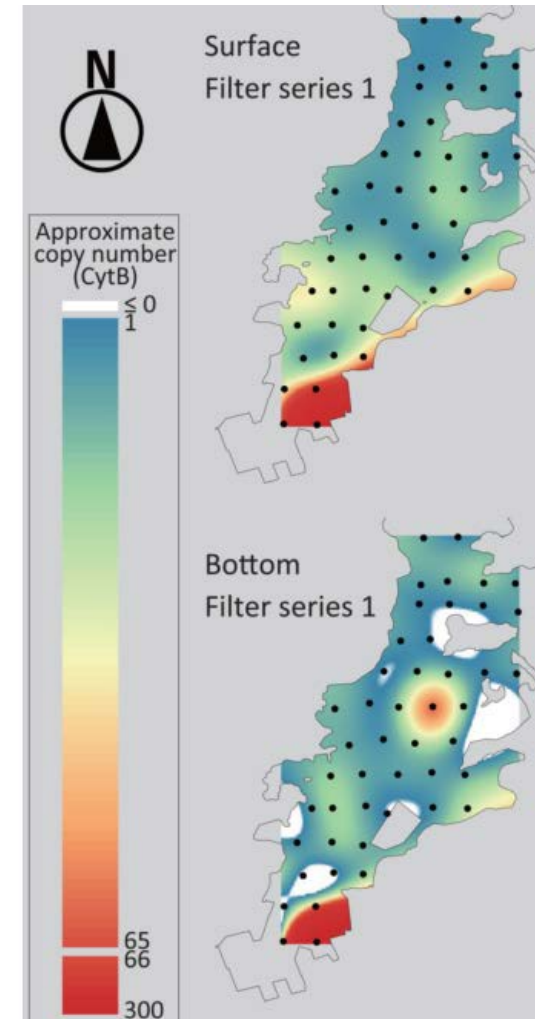 Surface
Filter series 1
N
Approximate
copy number
(CytB)
≤ 0
1
65
66
300
Bottom
Filter series 1